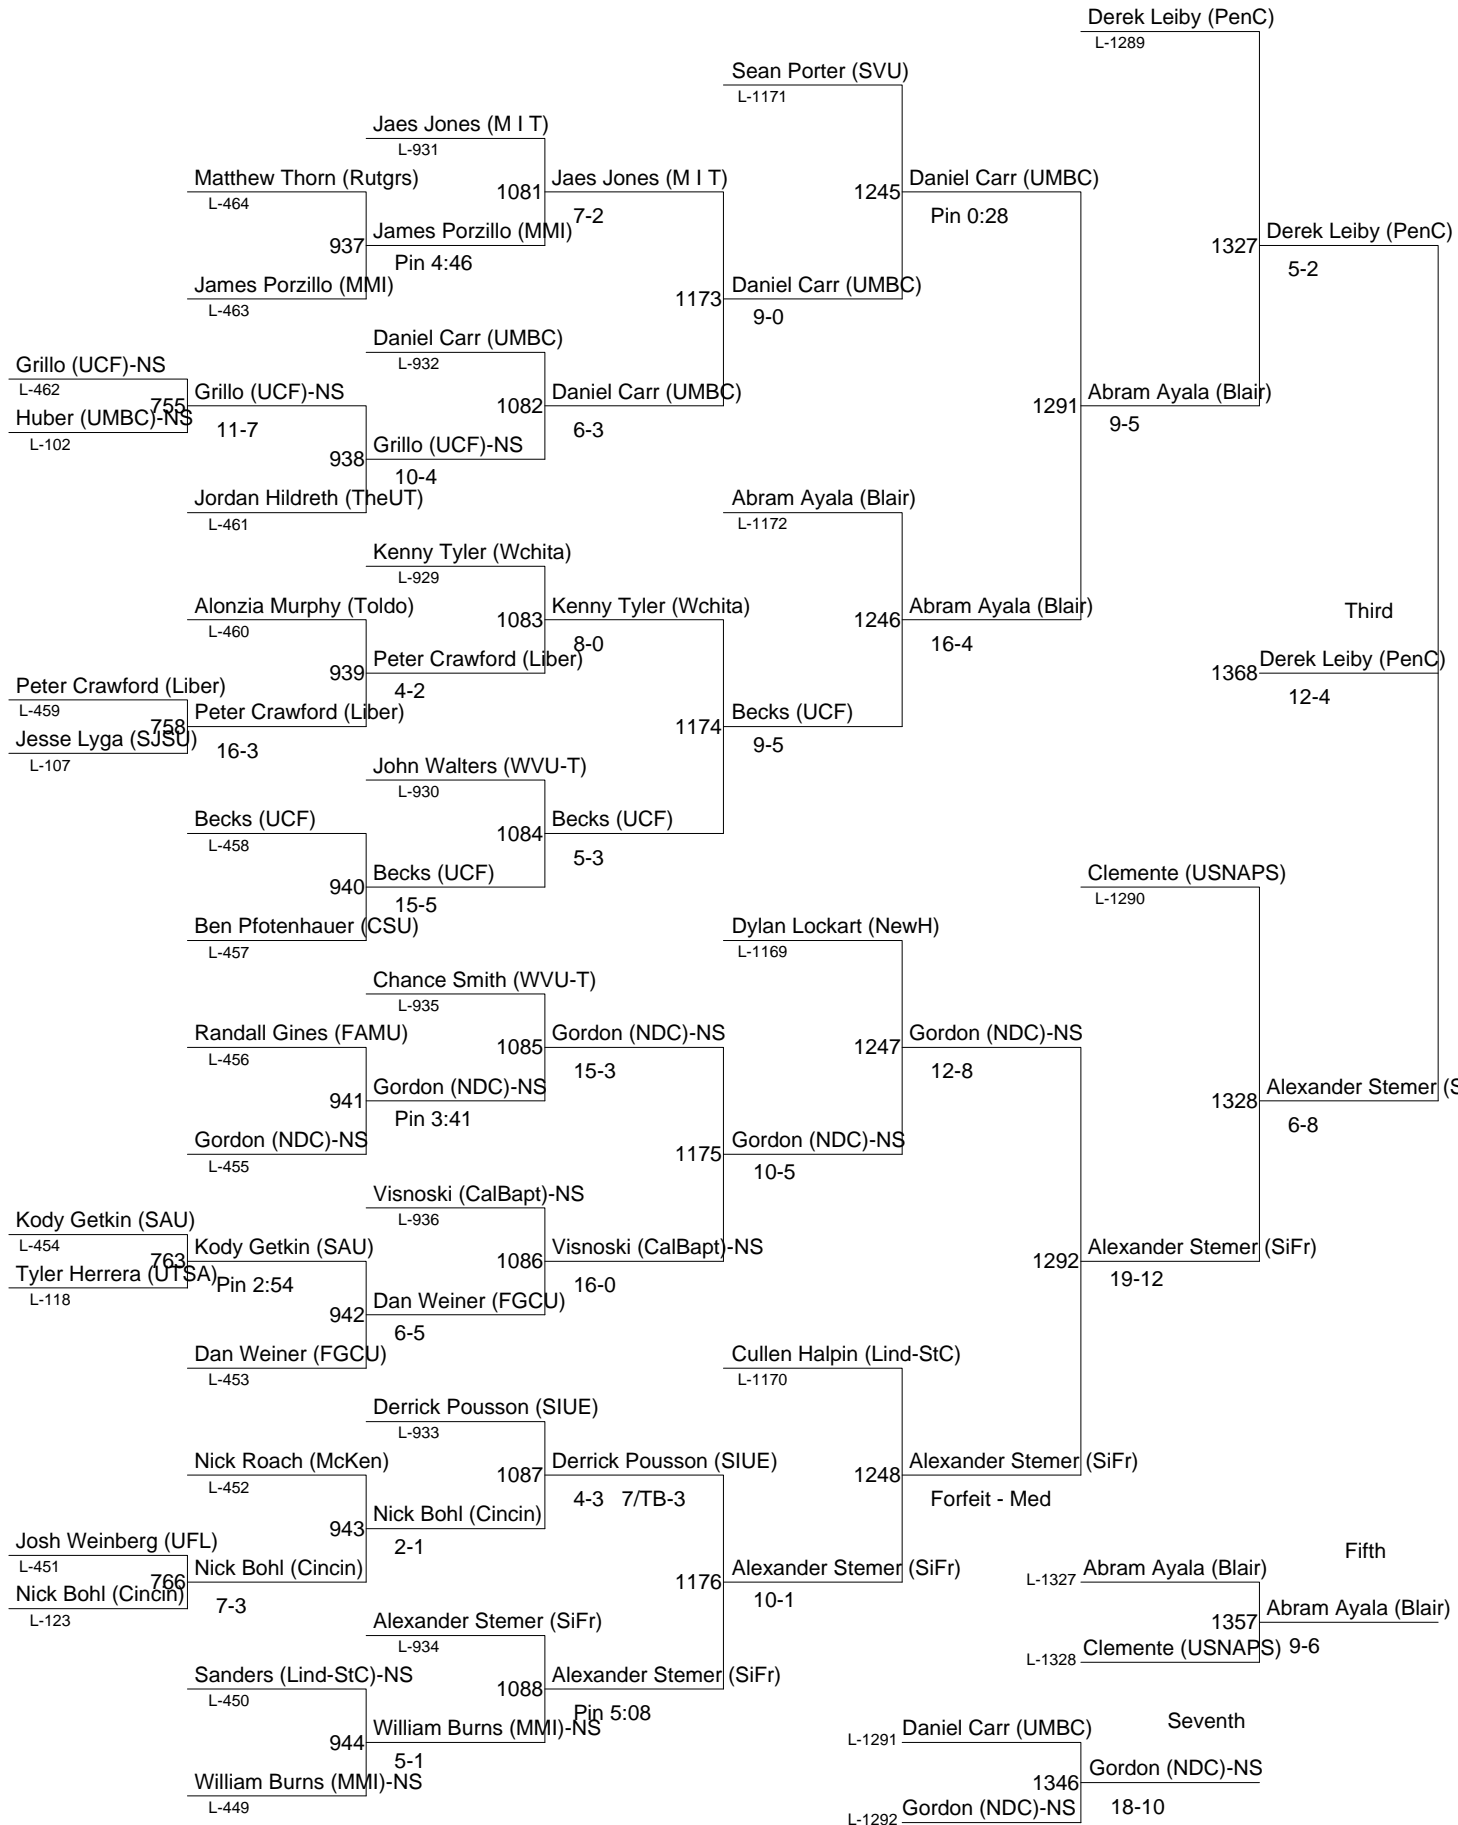 Derek Leiby (PenC)
L-1289
Sean Porter (SVU)
L-1171
Jaes Jones (M I T)
L-931
Matthew Thorn (Rutgrs)
L-464
1081
Jaes Jones (M I T)
7-2
1245
Daniel Carr (UMBC)
Pin 0:28
937
James Porzillo (MMI)
Pin 4:46
1327
Derek Leiby (PenC)
5-2
James Porzillo (MMI)
L-463
1173
Daniel Carr (UMBC)
9-0
Daniel Carr (UMBC)
L-932
Grillo (UCF)-NS
L-462
755
Grillo (UCF)-NS
11-7
Huber (UMBC)-NS
L-102
1082
Daniel Carr (UMBC)
6-3
1291
Abram Ayala (Blair)
9-5
938
Grillo (UCF)-NS
10-4
Jordan Hildreth (TheUT)
L-461
Abram Ayala (Blair)
L-1172
Kenny Tyler (Wchita)
L-929
Alonzia Murphy (Toldo)
L-460
1083
Kenny Tyler (Wchita)
8-0
1246
Abram Ayala (Blair)
16-4
Third
939
Peter Crawford (Liber)
4-2
1368
Derek Leiby (PenC)
12-4
Peter Crawford (Liber)
L-459
758
Peter Crawford (Liber)
16-3
Jesse Lyga (SJSU)
L-107
1174
Becks (UCF)
9-5
John Walters (WVU-T)
L-930
Becks (UCF)
L-458
1084
Becks (UCF)
5-3
940
Becks (UCF)
15-5
Clemente (USNAPS)
L-1290
Ben Pfotenhauer (CSU)
L-457
Dylan Lockart (NewH)
L-1169
Chance Smith (WVU-T)
L-935
Randall Gines (FAMU)
L-456
1085
Gordon (NDC)-NS
15-3
1247
Gordon (NDC)-NS
12-8
941
Gordon (NDC)-NS
Pin 3:41
1328
Alexander Stemer (S
6-8
Gordon (NDC)-NS
L-455
1175
Gordon (NDC)-NS
10-5
Visnoski (CalBapt)-NS
L-936
Kody Getkin (SAU)
L-454
763
Kody Getkin (SAU)
Pin 2:54
Tyler Herrera (UTSA)
L-118
1086
Visnoski (CalBapt)-NS
16-0
1292
Alexander Stemer (SiFr)
19-12
942
Dan Weiner (FGCU)
6-5
Dan Weiner (FGCU)
L-453
Cullen Halpin (Lind-StC)
L-1170
Derrick Pousson (SIUE)
L-933
Nick Roach (McKen)
L-452
1087
Derrick Pousson (SIUE)
4-3 7/TB-3
1248
Alexander Stemer (SiFr)
Forfeit - Med
943
Nick Bohl (Cincin)
2-1
Josh Weinberg (UFL)
L-451
766
Nick Bohl (Cincin)
7-3
Nick Bohl (Cincin)
L-123
1176
Alexander Stemer (SiFr)
10-1
Fifth
L-1327
Abram Ayala (Blair)
1357
Abram Ayala (Blair)
9-6
L-1328
Clemente (USNAPS)
Alexander Stemer (SiFr)
L-934
Sanders (Lind-StC)-NS
L-450
1088
Alexander Stemer (SiFr)
Pin 5:08
944
William Burns (MMI)-NS
5-1
William Burns (MMI)-NS
L-449
Seventh
L-1291
Daniel Carr (UMBC)
1346
Gordon (NDC)-NS
18-10
L-1292
Gordon (NDC)-NS